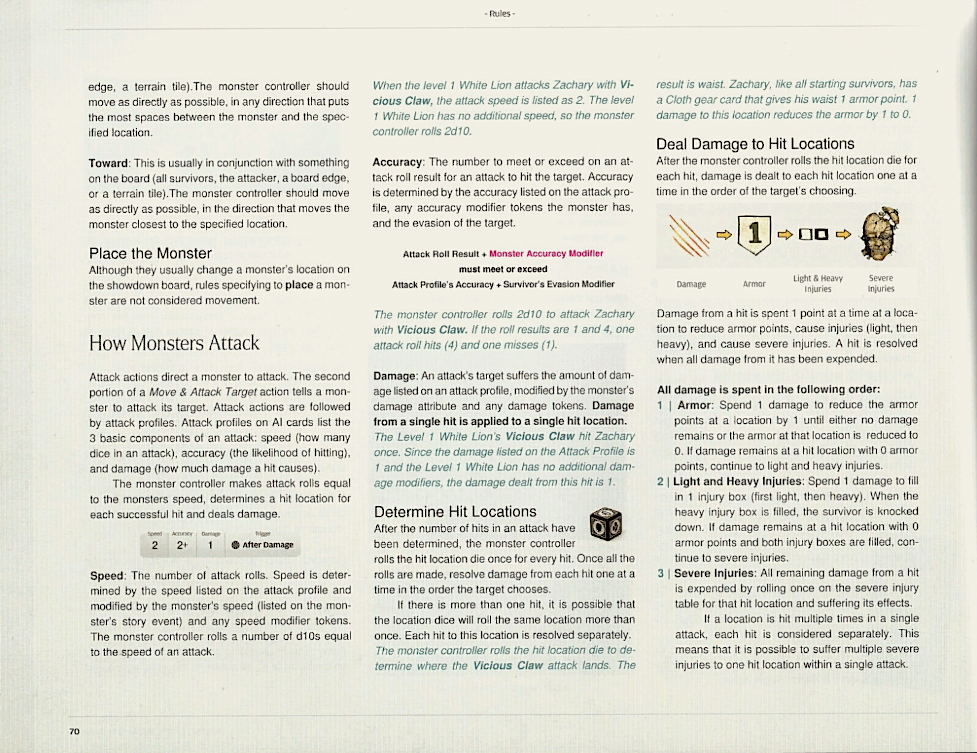 - Rules -
edge, a terrain tile).The monster controller should
move as directly as possible, in any direction that puts
the most spaces between the monster and the spec-
ified location.
Toward: This is usually in conjunction with something
on the board (all survivors, the attacker, a board edge,
or a terrain tile).The monster controller should move
as directly as possible, in the direction that moves the
monster closest to the specified location.
Place the Monster
Although they usually change a monster's location on
the showdown board, rules specifying to place a mon-
ster are not considered movement.
How Monsters Attack
Attack actions direct a monster to attack. The second
portion of a Move & Attack Target action tells a mon-
ster to attack its target. Attack actions are followed
by attack profiles. Attack profiles on AI cards list the
3 basic components of an attack: speed (how many
dice in an attack), accuracy (the likelihood of hitting),
and damage (how much damage a hit causes).
The monster controller makes attack rolls equal
to the monsters speed, determines a hit location for
each successful hit and deals damage.
Speed Accuracy Damage Trigger
2 2+ 1 After Damage
Speed: The number of attack rolls. Speed is deter-
mined by the speed listed on the attack profile and
modified by the monster's speed (listed on the mon-
ster's story event) and any speed modifier tokens.
The monster controller rolls a number of d10s equal
to the speed of an attack.
When the level 1 White Lion attacks Zachary with Vi-
cious Claw, the attack speed is listed as 2. The level
1 White Lion has no additional speed, so the monster
controller rolls 2d10.
Accuracy: The number to meet or exceed on an at-
tack roll result for an attack to hit the target. Accuracy
is determined by the accuracy listed on the attack pro-
file, any accuracy modifier tokens the monster has,
and the evasion of the target.
Attack Roll Result + Monster Accuracy Modifier
must meet or exceed
Attack Profile's Accuracy + Survivor's Evasion Modifier
The monster controller rolls 2d10 to attack Zachary
with Vicious Claw. If the roll results are 1 and 4, one
attack roll hits (4) and one misses (1).
Damage: An attack's target suffers the amount of dam-
age listed on an attack profile, modified by the monster's
damage attribute and any damage tokens. Damage
from a single hit is applied to a single hit location.
The Level 1 White Lion's Vicious Claw hit Zachary
once. Since the damage listed on the Attack Profile is
1 and the Level 1 White Lion has no additional dam-
age modifiers, the damage dealt from this hit is 1.
Determine Hit Locations
After the number of hits in an attack have
been determined, the monster controller
rolls the hit location die once for every hit. Once all the
rolls are made, resolve damage from each hit one at a
time in the order the target chooses.
If there is more than one hit, it is possible that
the location dice will roll the same location more than
once. Each hit to this location is resolved separately.
The monster controller rolls the hit location die to de-
termine where the Vicious Claw attack lands. The
result is waist. Zachary, like all starting survivors, has
a Cloth gear card that gives his waist 1 armor point. 1
damage to this location reduces the armor by 1 to 0.
Deal Damage to Hit Locations
After the monster controller rolls the hit location die for
each hit, damage is dealt to each hit location one at a
time in the order of the target's choosing.
1
Damage Armor Light & Heavy Injuries Severe Injuries
Damage from a hit is spent 1 point at a time at a loca-
tion to reduce armor points, cause injuries (light, then
heavy), and cause severe injuries. A hit is resolved
when all damage from it has been expended.
All damage is spent in the following order:
1 | Armor: Spend 1 damage to reduce the armor
points at a location by 1 until either no damage
remains or the armor at that location is reduced to
0. If damage remains at a hit location with 0 armor
points, continue to light and heavy injuries.
2 | Light and Heavy Injuries: Spend 1 damage to fill
in 1 injury box (first light, then heavy). When the
heavy injury box is filled, the survivor is knocked
down. If damage remains at a hit location with 0
armor points and both injury boxes are filled, con-
tinue to severe injuries.
3 | Severe Injuries: All remaining damage from a hit
is expended by rolling once on the severe injury
table for that hit location and suffering its effects.
If a location is hit multiple times in a single
attack, each hit is considered separately. This
means that it is possible to suffer multiple severe
injuries to one hit location within a single attack.
70